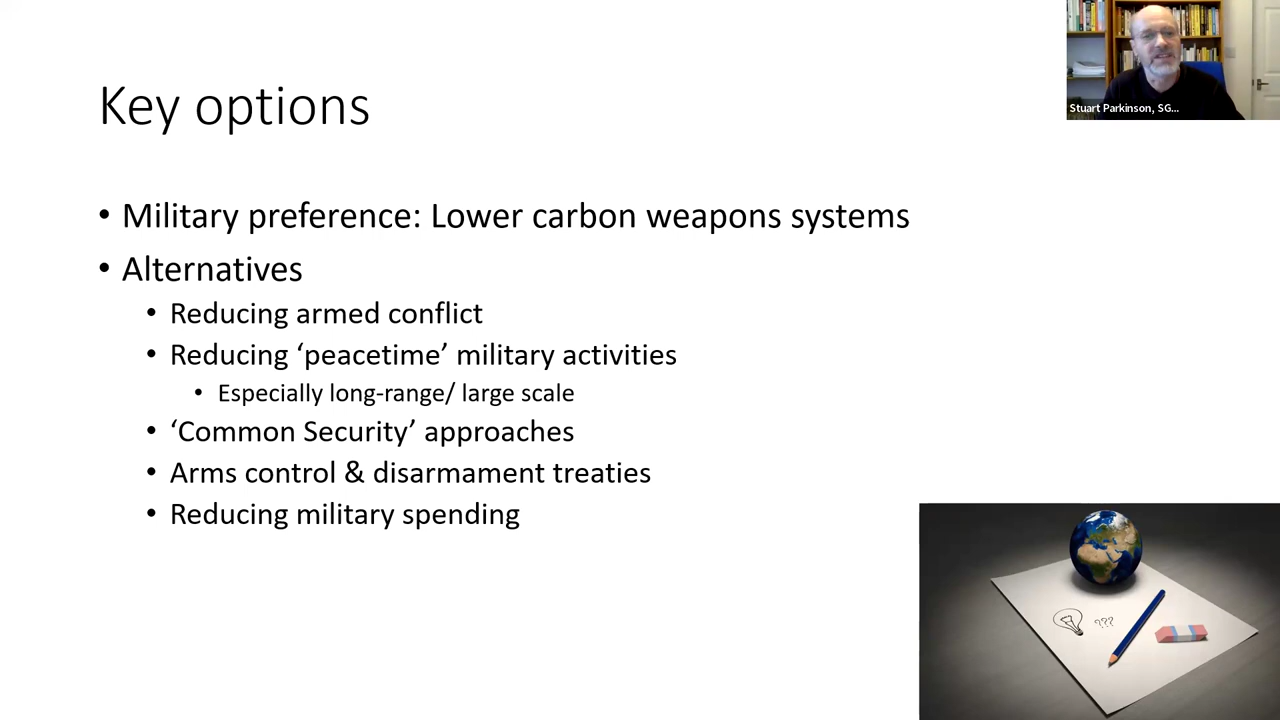 Key options
Stuart Parkinson, SG...
• Military preference: Lower carbon weapons systems
• Alternatives
• Reducing armed conflict
• Reducing ‘peacetime’ military activities
• Especially long-range/ large scale
• ‘Common Security’ approaches
• Arms control & disarmament treaties
• Reducing military spending
???